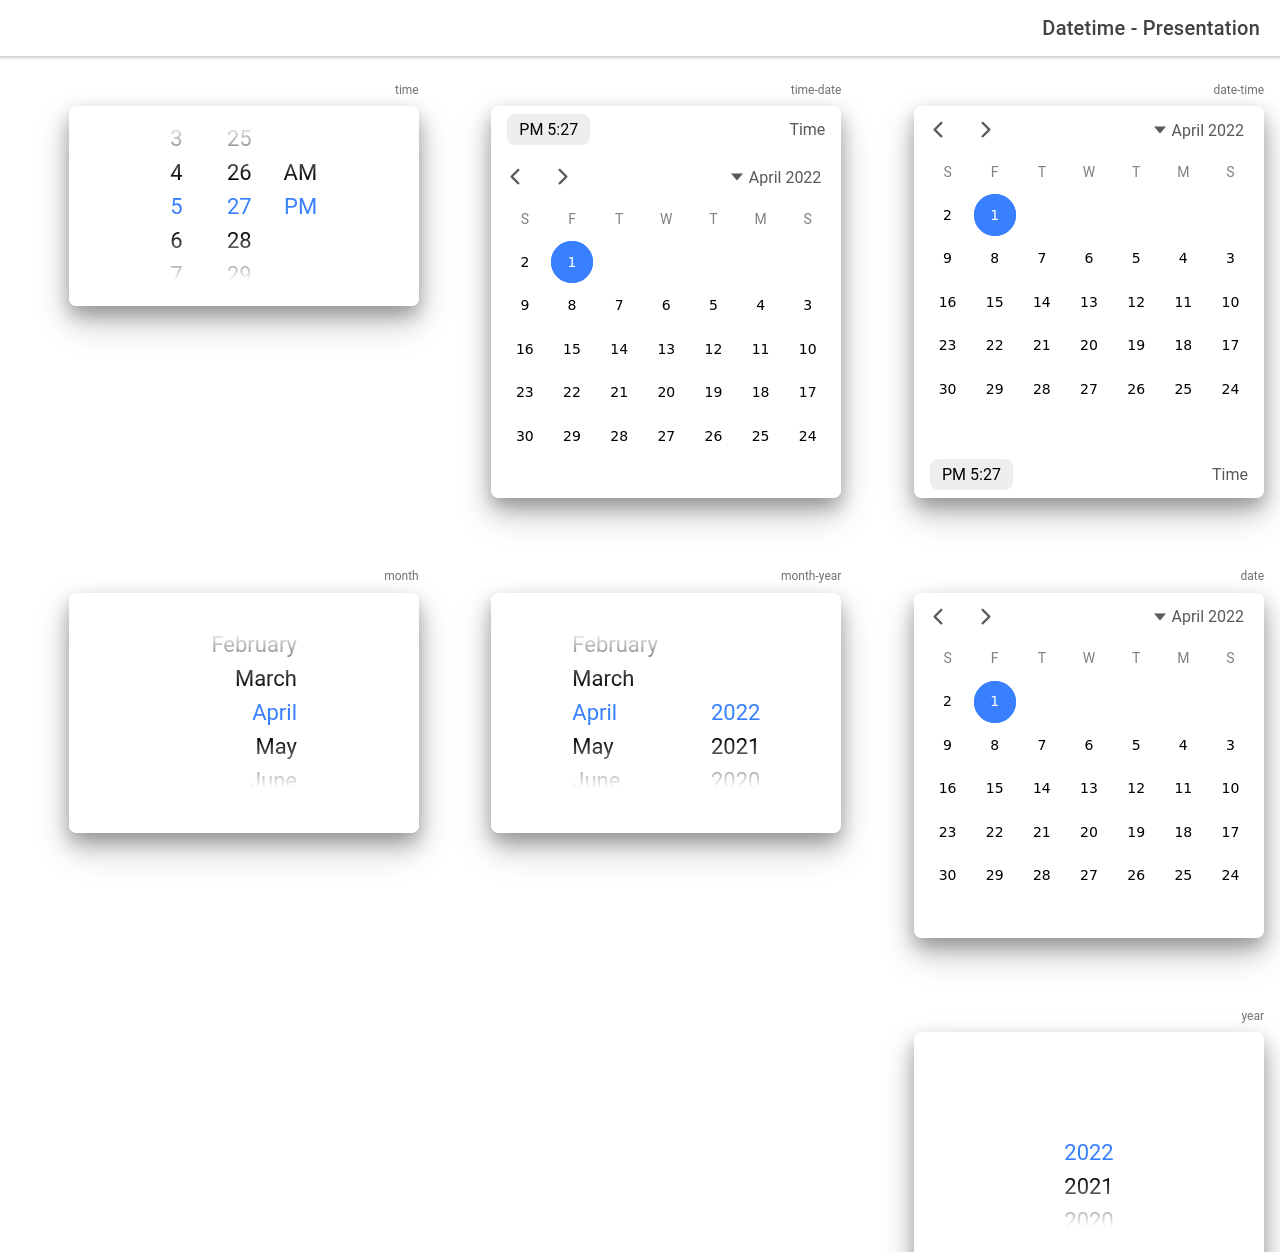 Datetime - Presentation
time
3 25
4 26 AM
5 27 PM
6 28
7 29
time-date
PM 5:27 Time
April 2022
S F T W T M S
2 1
9 8 7 6 5 4 3
16 15 14 13 12 11 10
23 22 21 20 19 18 17
30 29 28 27 26 25 24
date-time
April 2022
S F T W T M S
2 1
9 8 7 6 5 4 3
16 15 14 13 12 11 10
23 22 21 20 19 18 17
30 29 28 27 26 25 24
PM 5:27 Time
month
February
March
April
May
June
month-year
February
March
April 2022
May 2021
June 2020
date
April 2022
S F T W T M S
2 1
9 8 7 6 5 4 3
16 15 14 13 12 11 10
23 22 21 20 19 18 17
30 29 28 27 26 25 24
year
2022
2021
2020